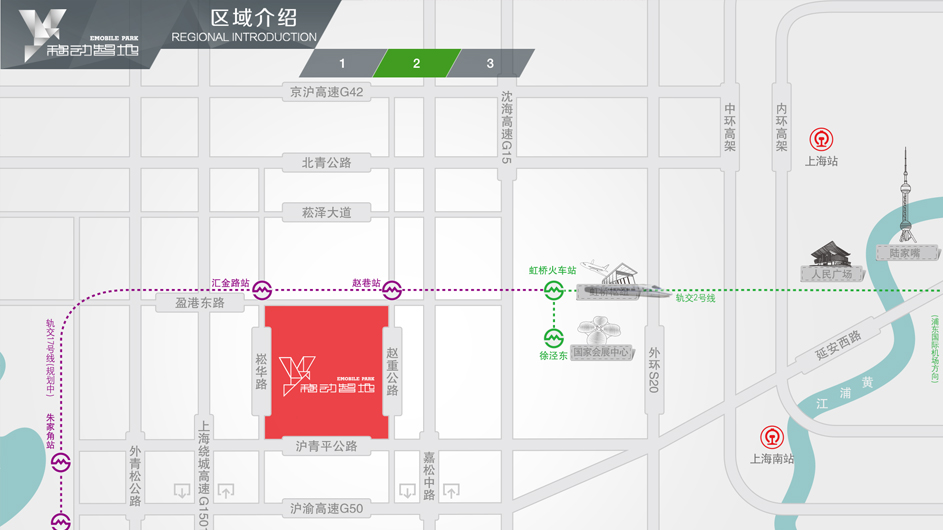 区域介绍
REGIONAL INTRODUCTION
EMOBILE PARK
移动智地
1
2
3
京沪高速G42
沈海高速G15
中环高架
内环高架
上海站
北青公路
崧泽大道
陆家嘴
人民广场
汇金路站
赵巷站
虹桥火车站
轨交2号线
盈港东路
徐泾东
国家会展中心
(浦东国际机场方向)
轨交17号线(规划中)
崧华路
EMOBILE PARK
移动智地
赵重公路
外环S20
延安西路
黄
浦
江
朱家角站
沪青平公路
上海南站
外青松公路
上海绕城高速G1501
嘉松中路
沪渝高速G50